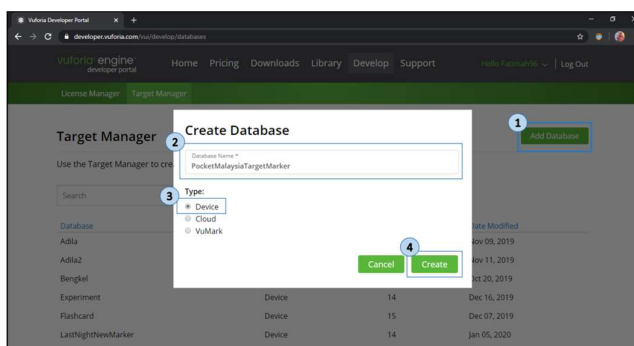 Vuforia Developer Portal
developer.vuforia.com/vui/develop/databases
vuforia engine
developer portal
Home Pricing Downloads Library Develop Support
Hello Fatimah96 Log Out
License Manager Target Manager
Target Manager
1
Add Database
Use the Target Manager to cre
Search
Create Database
2
Database Name *
PocketMalaysiaTargetMarker
3
Type:
Device
Cloud
VuMark
4
Cancel Create
Database Date Modified
Adila Nov 09, 2019
Adila2 Nov 11, 2019
Bengkel Oct 20, 2019
Experiment Device 14 Dec 16, 2019
Flashcard Device 15 Dec 07, 2019
LastNightNewMarker Device 14 Jan 05, 2020